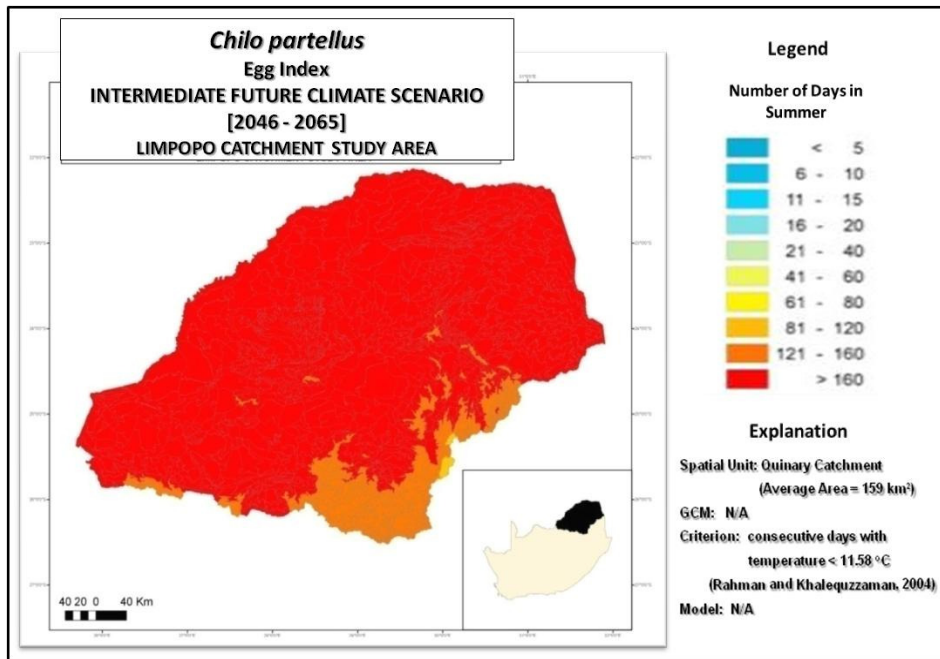 Chilo partellus
Egg Index
INTERMEDIATE FUTURE CLIMATE SCENARIO
[2046 - 2065]
LIMPOPO CATCHMENT STUDY AREA
40 20 0 40 Km
Legend
Number of Days in
Summer
< 5
6 - 10
11 - 15
16 - 20
21 - 40
41 - 60
61 - 80
81 - 120
121 - 160
> 160
Explanation
Spatial Unit: Quinary Catchment
(Average Area = 159 km²)
GCM: N/A
Criterion: consecutive days with
temperature < 11.58 °C
(Rahman and Khalequzzaman, 2004)
Model: N/A